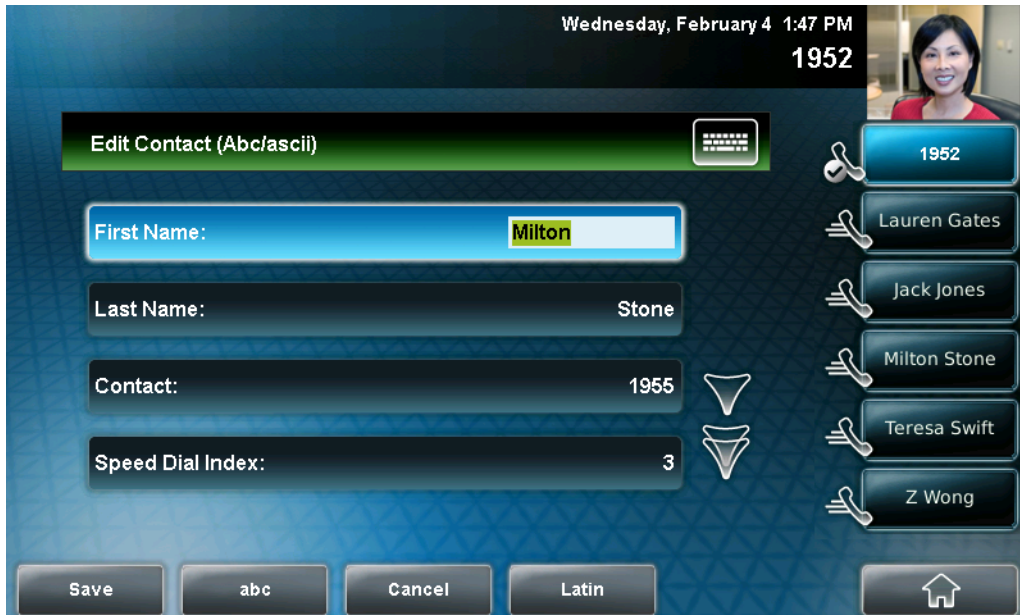 Wednesday, February 4 1:47 PM
1952
Edit Contact (Abc/ascii)
First Name: Milton
Last Name: Stone
Contact: 1955
Speed Dial Index: 3
1952
Lauren Gates
Jack Jones
Milton Stone
Teresa Swift
Z Wong
Save abc Cancel Latin